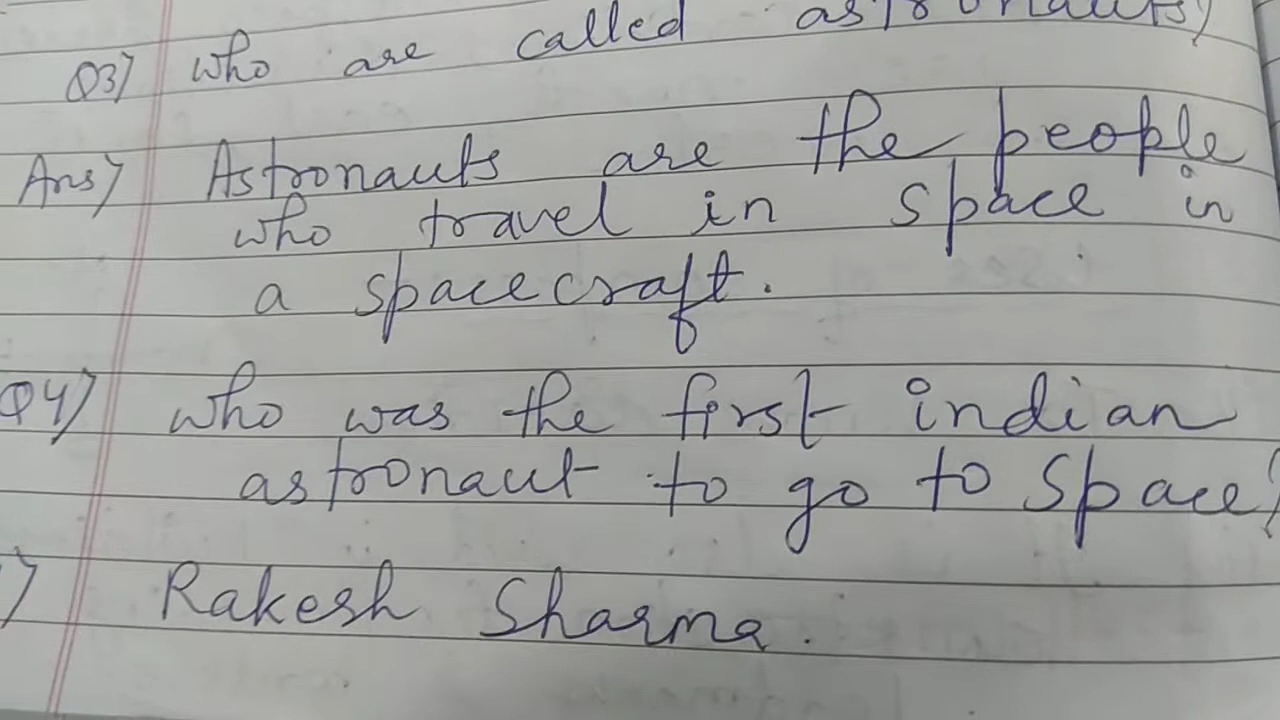 Q3) Who are called astronauts?
Ans) Astronauts are the people
who travel in space in
a spacecraft.
Q4) Who was the first indian
astronaut to go to space?
) Rakesh Sharma.